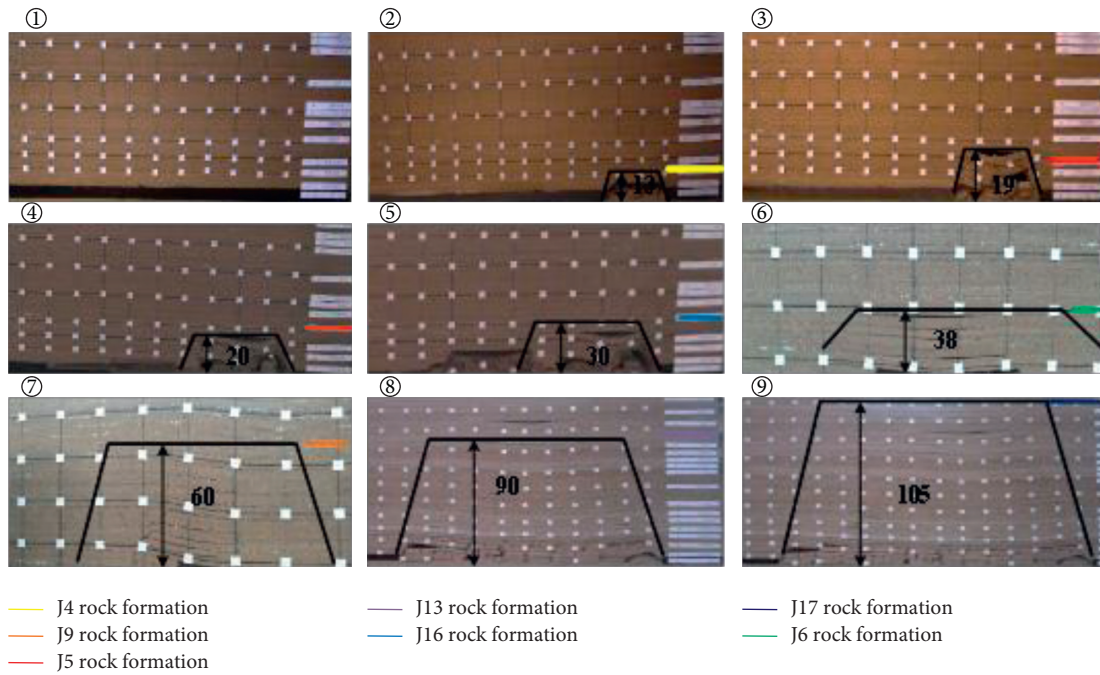 ①
②
③
13
19
④
⑤
⑥
20
30
38
⑦
⑧
⑨
60
90
105
J4 rock formation
J9 rock formation
J5 rock formation
J13 rock formation
J16 rock formation
J17 rock formation
J6 rock formation